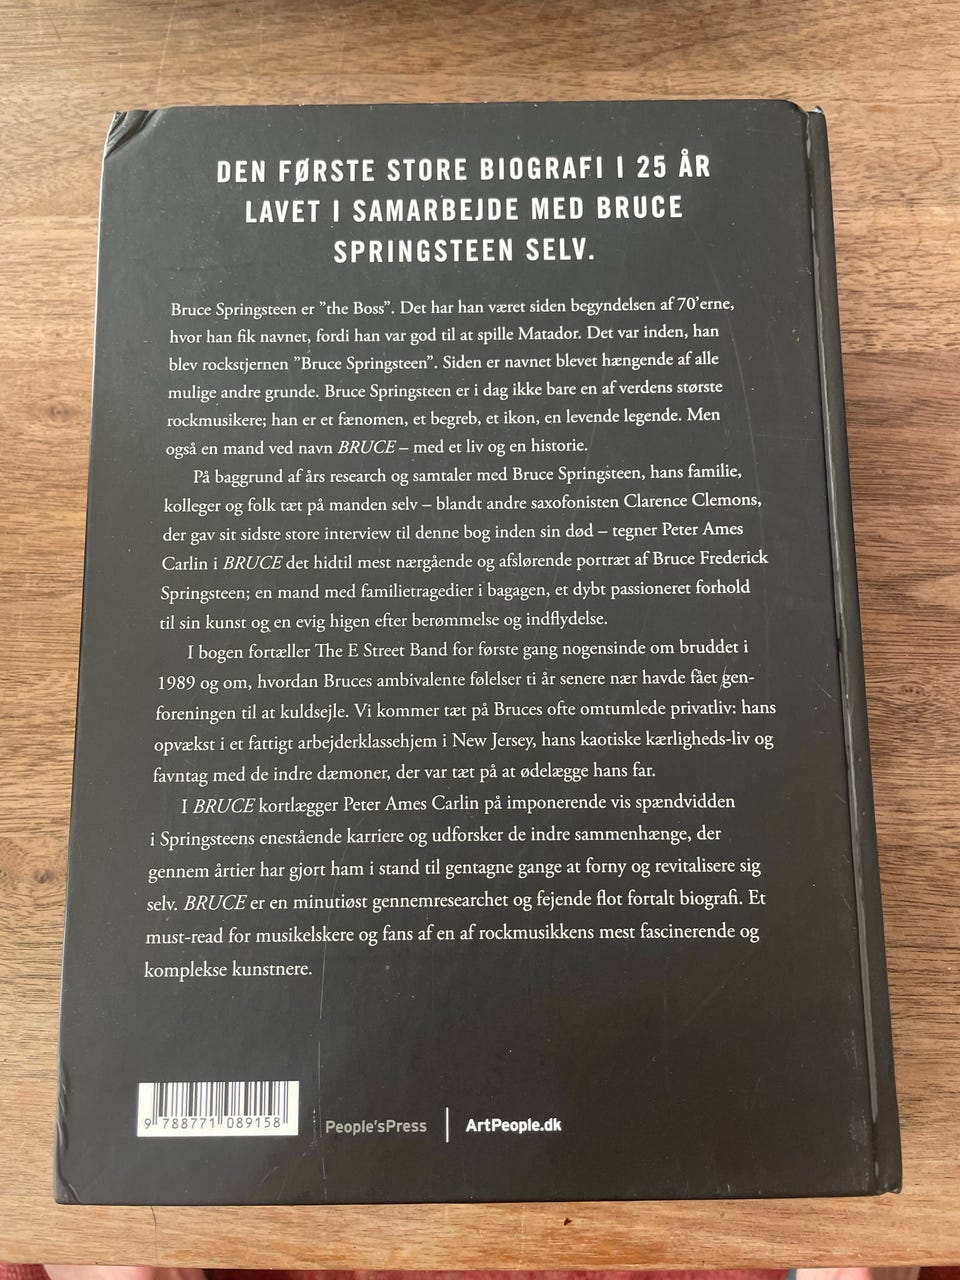 DEN FØRSTE STORE BIOGRAFI I 25 ÅR
LAVET I SAMARBEJDE MED BRUCE
SPRINGSTEEN SELV.
Bruce Springsteen er ”the Boss”. Det har han været siden begyndelsen af 70’erne,
hvor han fik navnet, fordi han var god til at spille Matador. Det var inden, han
blev rockstjernen ”Bruce Springsteen”. Siden er navnet blevet hængende af alle
mulige andre grunde. Bruce Springsteen er i dag ikke bare en af verdens største
rockmusikere; han er et fænomen, et begreb, et ikon, en levende legende. Men
også en mand ved navn BRUCE – med et liv og en historie.
På baggrund af års research og samtaler med Bruce Springsteen, hans familie,
kolleger og folk tæt på manden selv – blandt andre saxofonisten Clarence Clemons,
der gav sit sidste store interview til denne bog inden sin død – tegner Peter Ames
Carlin i BRUCE det hidtil mest nærgående og afslørende portræt af Bruce Frederick
Springsteen; en mand med familietragedier i bagagen, et dybt passioneret forhold
til sin kunst og en evig higen efter berømmelse og indflydelse.
I bogen fortæller The E Street Band for første gang nogensinde om bruddet i
1989 og om, hvordan Bruces ambivalente følelser ti år senere nær havde fået gen-
foreningen til at kuldsejle. Vi kommer tæt på Bruces ofte omtumlede privatliv: hans
opvækst i et fattigt arbejderklassehjem i New Jersey, hans kaotiske kærligheds-liv og
favntag med de indre dæmoner, der var tæt på at ødelægge hans far.
I BRUCE kortlægger Peter Ames Carlin på imponerende vis spændvidden
i Springsteens enestående karriere og udforsker de indre sammenhænge, der
gennem årtier har gjort ham i stand til gentagne gange at forny og revitalisere sig
selv. BRUCE er en minutiøst gennemresearchet og fejende flot fortalt biografi. Et
must-read for musikelskere og fans af en af rockmusikkens mest fascinerende og
komplekse kunstnere.
9 788771 089158
People'sPress | ArtPeople.dk